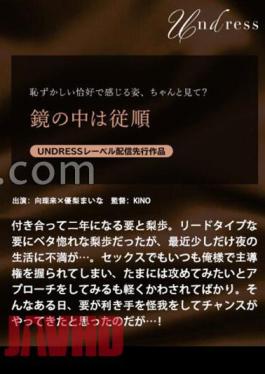 Undress
恥ずかしい恰好で感じる姿、ちゃんと見て?
鏡の中は従順
UNDRESSレーベル配信先行作品
出演：向理来×優梨まいな　監督：KINO
付き合って二年になる要と梨歩。リードタイプな
要にベタ惚れな梨歩だったが、最近少しだけ夜の
生活に不満が…。セックスでもいつも俺様で主導
権を握られてしまい、たまには攻めてみたいとア
プローチをしてみるも軽くかわされてばかり。そ
んなある日、要が利き手を怪我をしてチャンスが
やってきたと思ったのだが…!